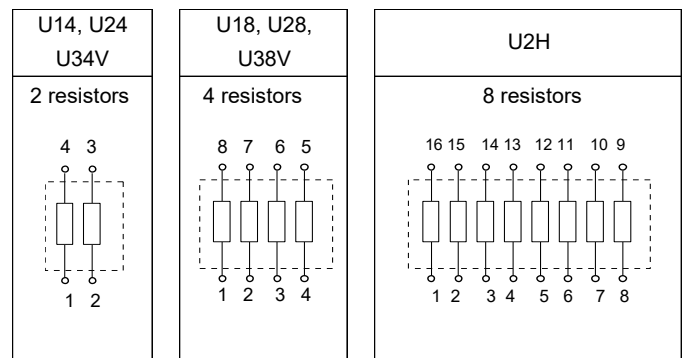 U14, U24
U34V
2 resistors
4 3
1 2
U18, U28,
U38V
4 resistors
8 7 6 5
1 2 3 4
U2H
8 resistors
16 15 14 13 12 11 10 9
1 2 3 4 5 6 7 8